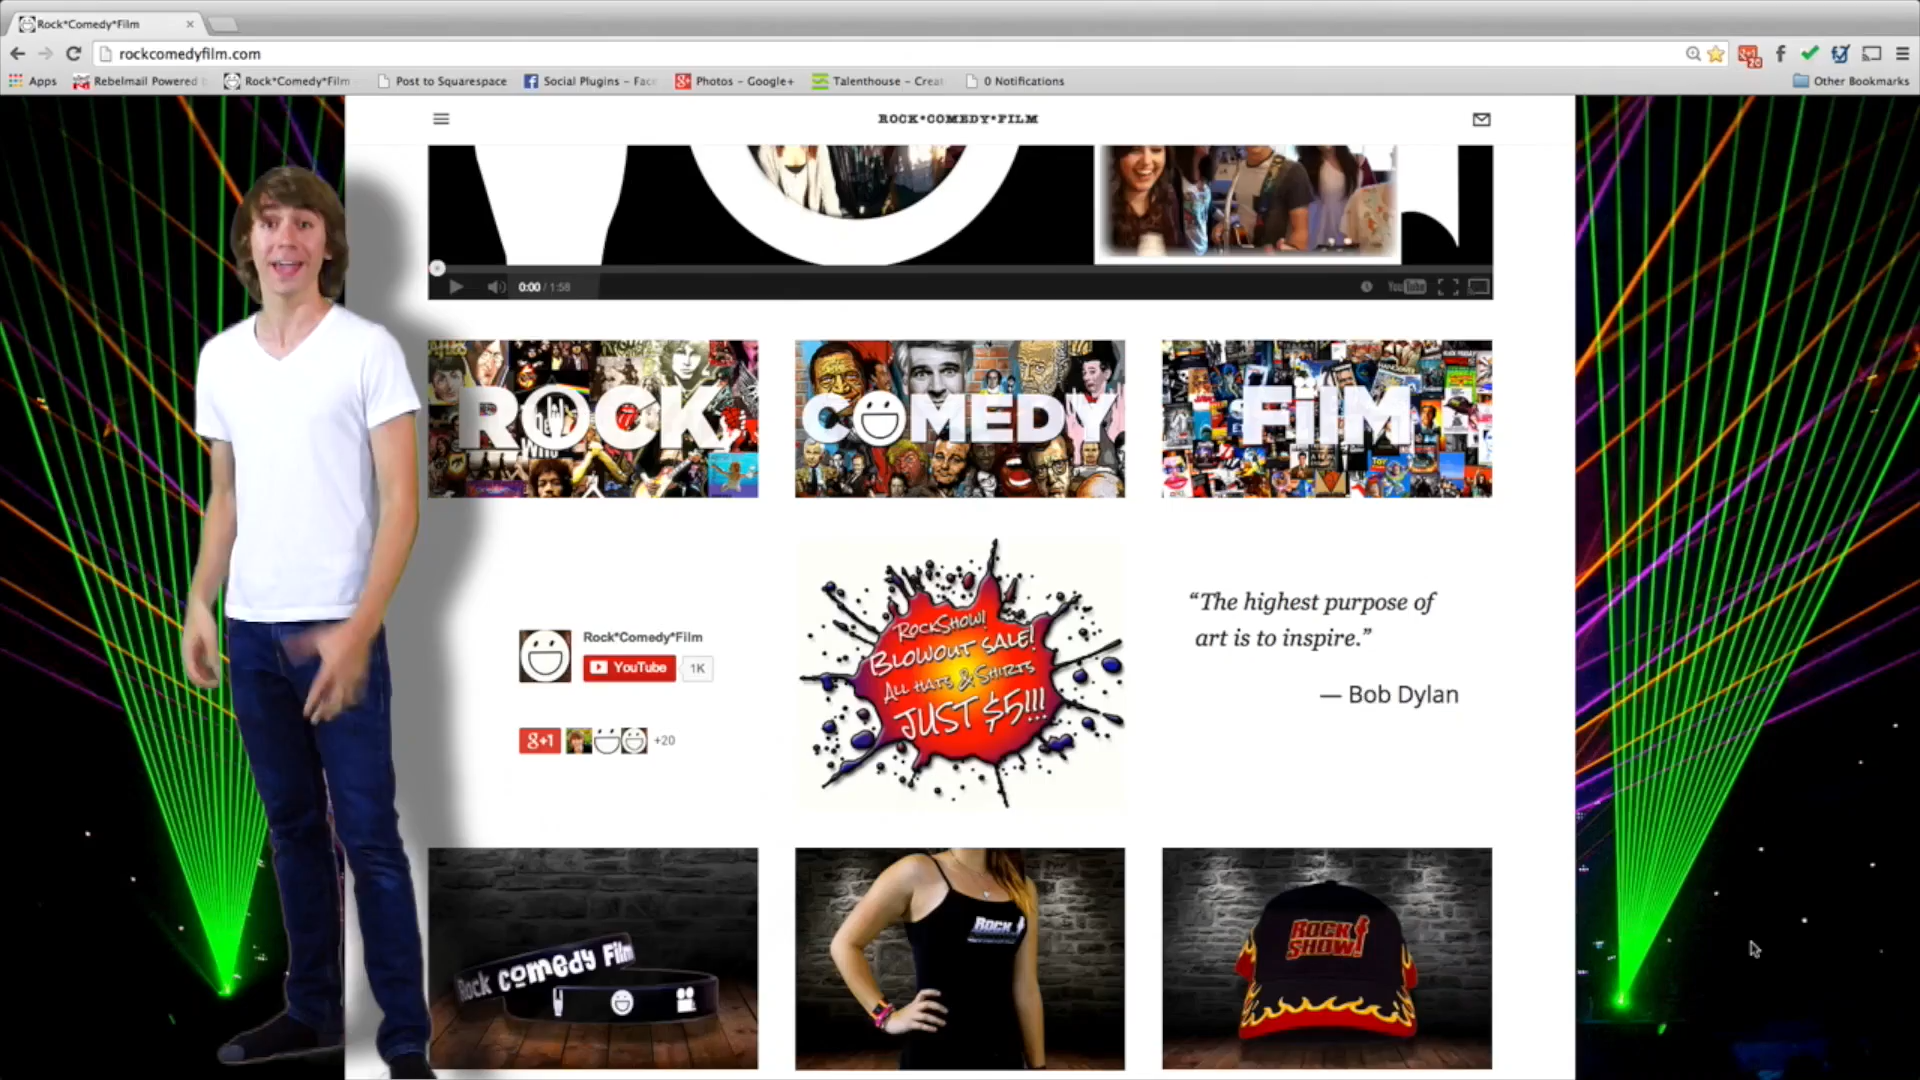 Rock*Comedy*Film
rockcomedyfilm.com
20
Apps
Rebelmail Powered
Rock*Comedy*Film
Post to Squarespace
Social Plugins – Fac
Photos – Google+
Talenthouse – Creat
0 Notifications
Other Bookmarks
ROCK*COMEDY*FILM
0:00 / 1:58
YouTube
ROCK
COMEDY
FiLM
Rock*Comedy*Film
YouTube 1K
g+1 +20
ROCKSHOW!
BLOWOUT SALE!
ALL HATS & SHIRTS
JUST $5!!!
“The highest purpose of
art is to inspire.”
— Bob Dylan
Rock Comedy Film
ROCK
ROCK
SHOW!